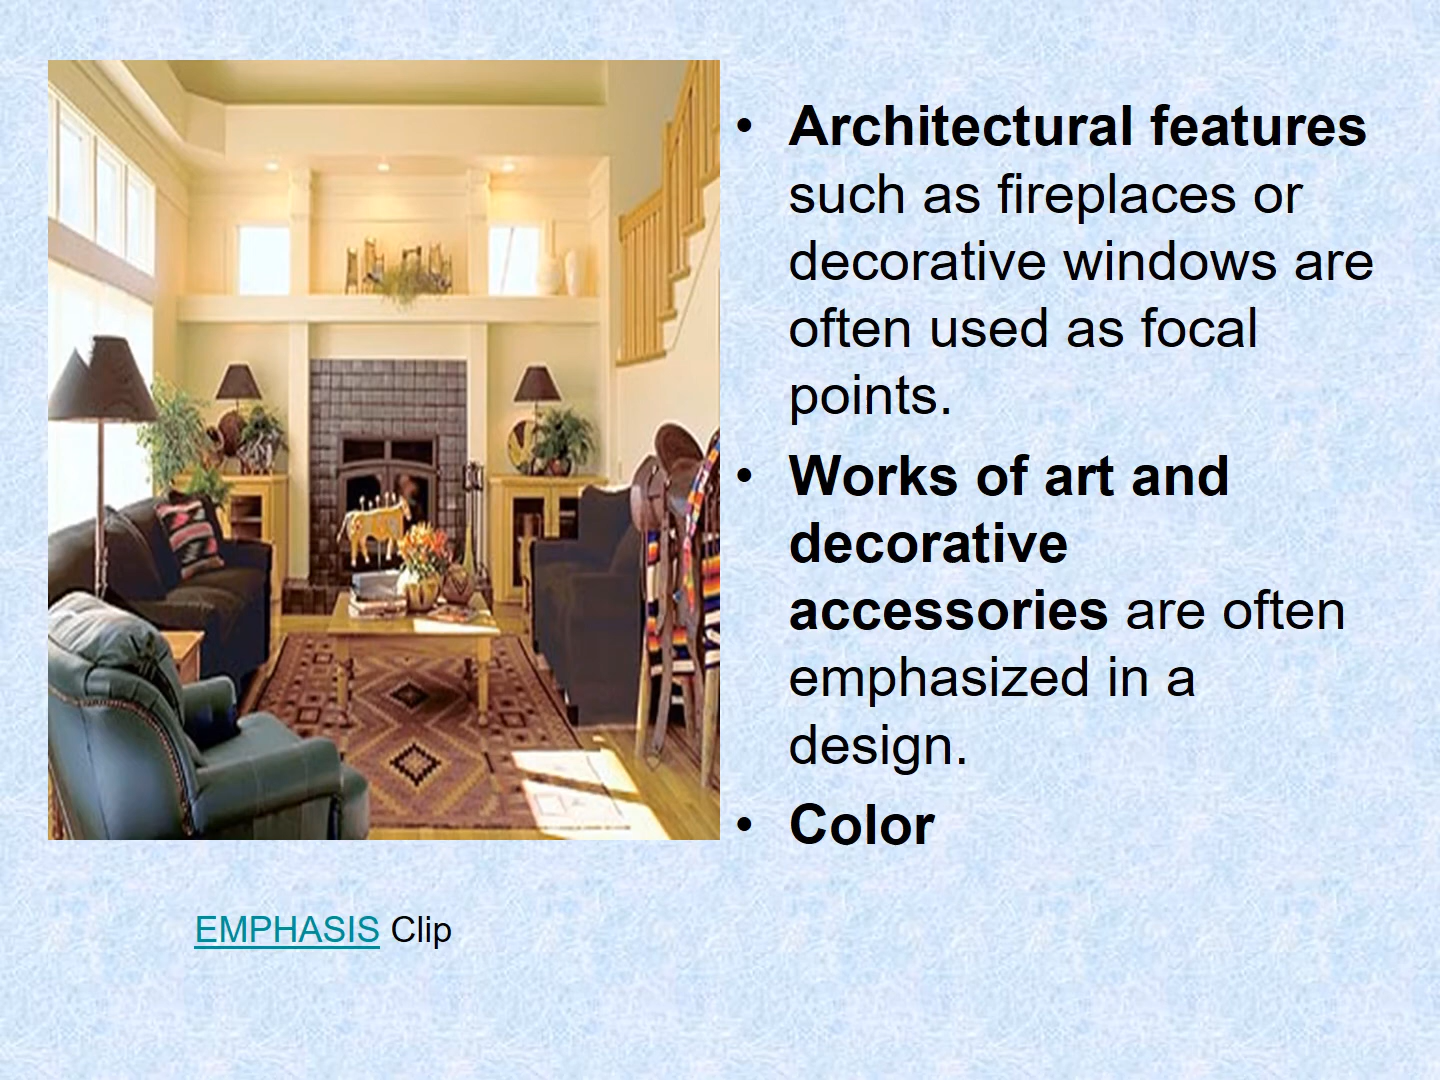 • Architectural features
such as fireplaces or
decorative windows are
often used as focal
points.
• Works of art and
decorative
accessories are often
emphasized in a
design.
• Color
EMPHASIS Clip